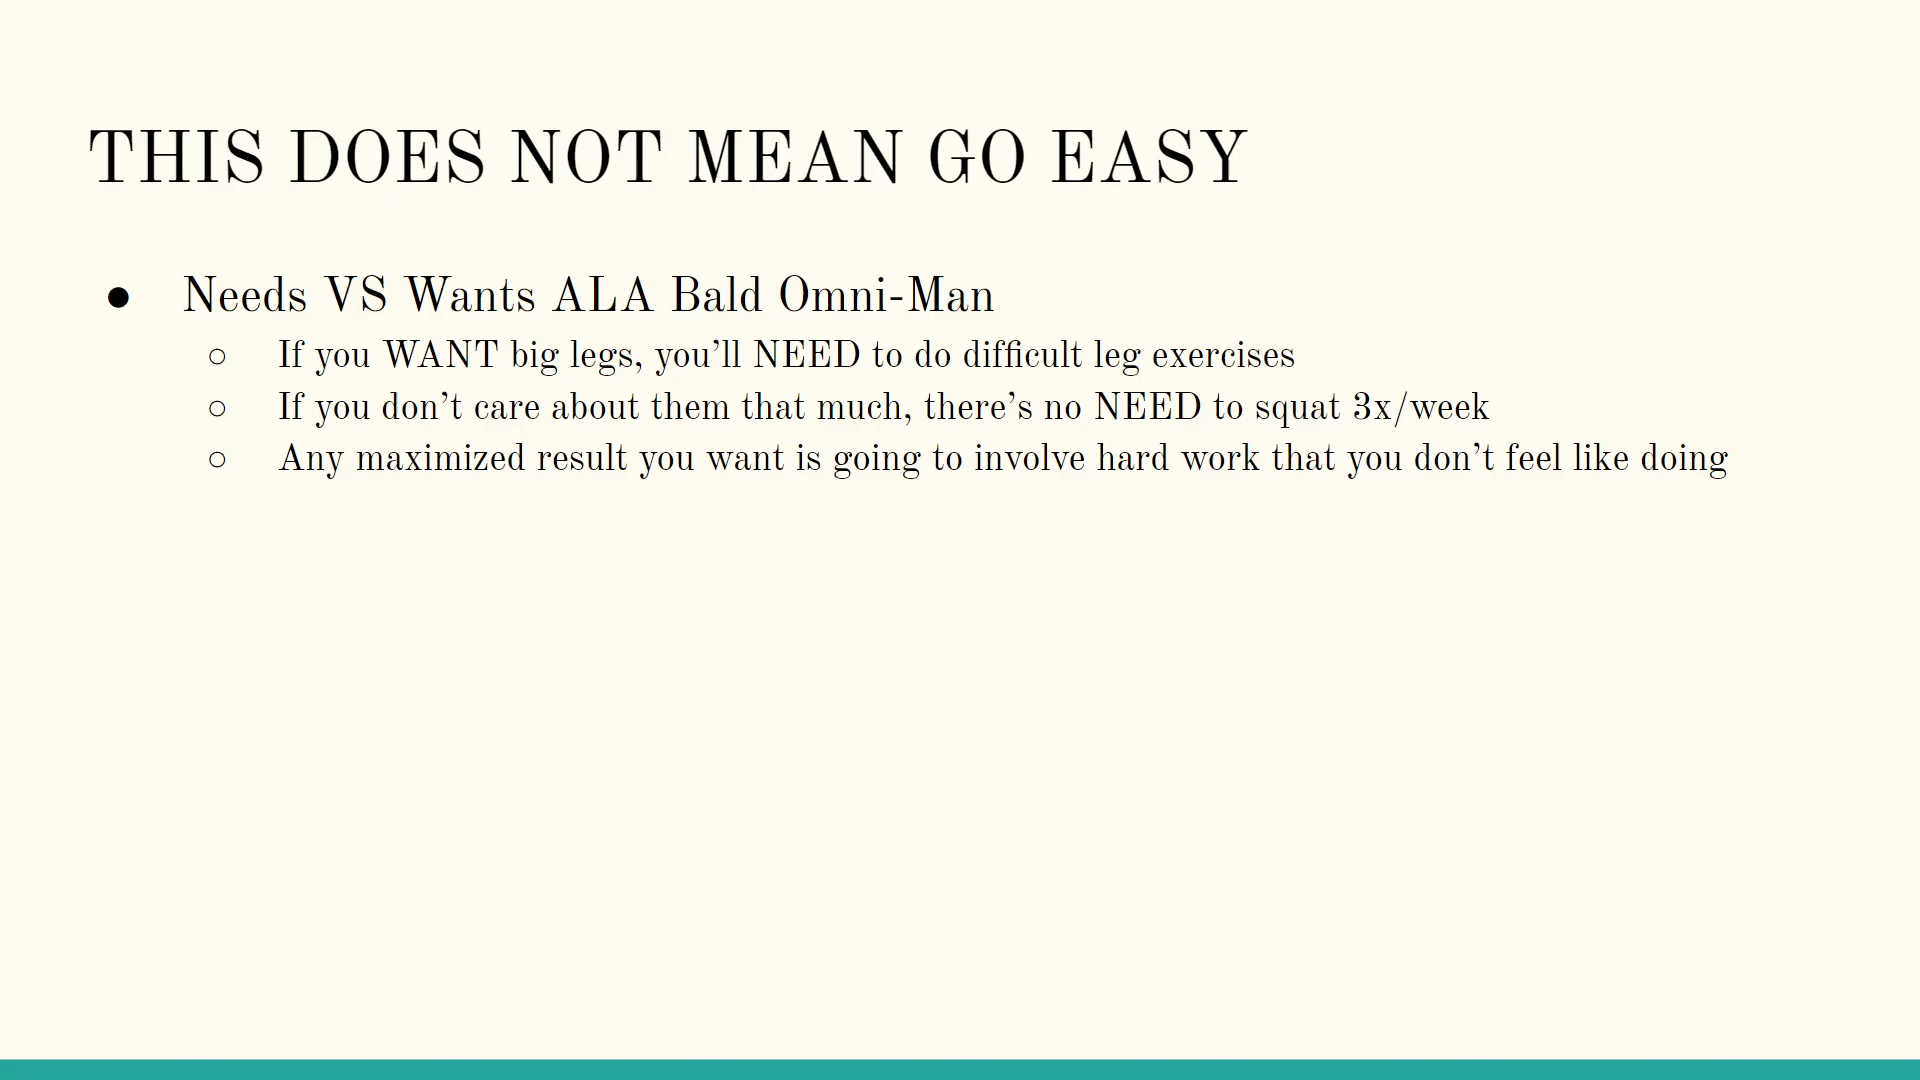 THIS DOES NOT MEAN GO EASY
● Needs VS Wants ALA Bald Omni-Man
○ If you WANT big legs, you’ll NEED to do difficult leg exercises
○ If you don’t care about them that much, there’s no NEED to squat 3x/week
○ Any maximized result you want is going to involve hard work that you don’t feel like doing